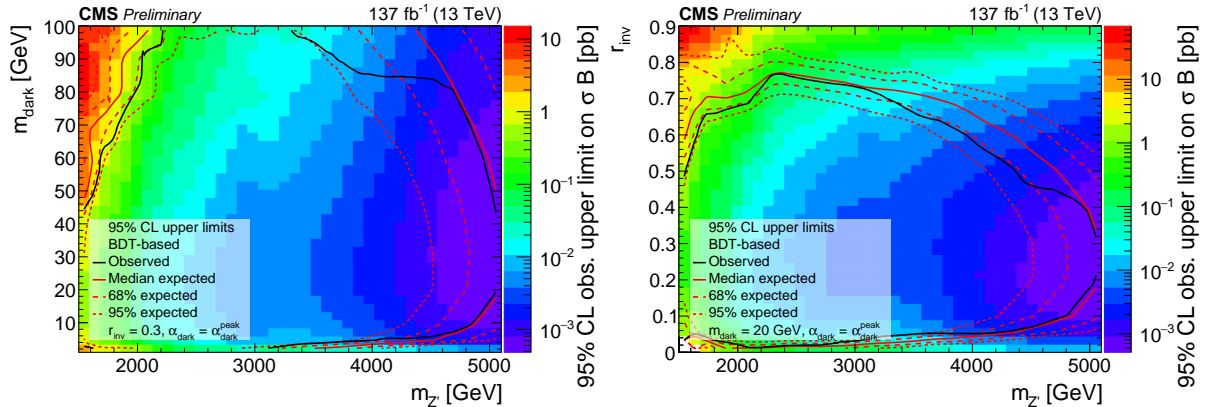 CMS Preliminary 137 fb⁻¹ (13 TeV)
m_dark [GeV]
100
90
80
70
60
50
40
30
20
10
95% CL upper limits
BDT-based
Observed
Median expected
68% expected
95% expected
r_inv = 0.3, α_dark = α_dark^peak
2000 3000 4000 5000
m_Z' [GeV]
10
1
10⁻¹
10⁻²
10⁻³
95% CL obs. upper limit on σ B [pb]
CMS Preliminary 137 fb⁻¹ (13 TeV)
r_inv
0.9
0.8
0.7
0.6
0.5
0.4
0.3
0.2
0.1
0
95% CL upper limits
BDT-based
Observed
Median expected
68% expected
95% expected
m_dark = 20 GeV, α_dark = α_dark^peak
2000 3000 4000 5000
m_Z' [GeV]
10
1
10⁻¹
10⁻²
10⁻³
95% CL obs. upper limit on σ B [pb]